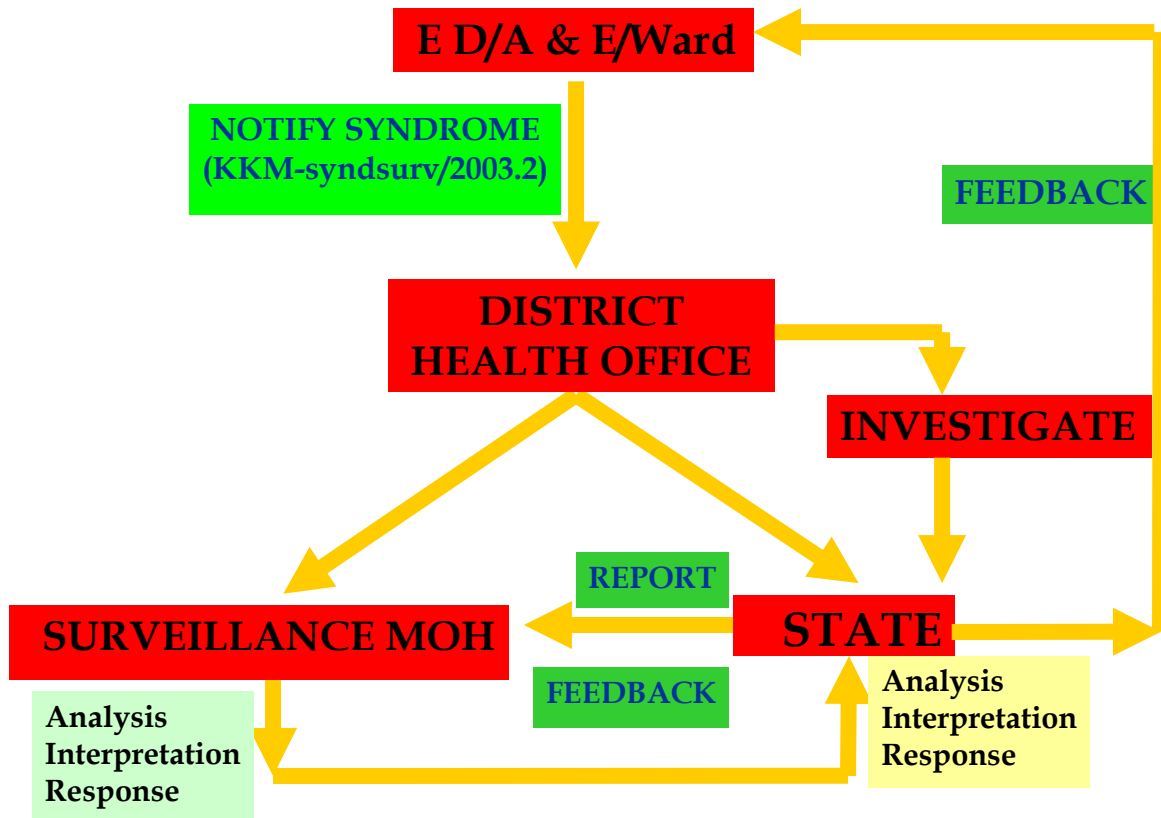 E D/A & E/Ward
NOTIFY SYNDROME
(KKM-syndsurv/2003.2)
FEEDBACK
DISTRICT
HEALTH OFFICE
INVESTIGATE
REPORT
SURVEILLANCE MOH
STATE
FEEDBACK
Analysis
Interpretation
Response
Analysis
Interpretation
Response